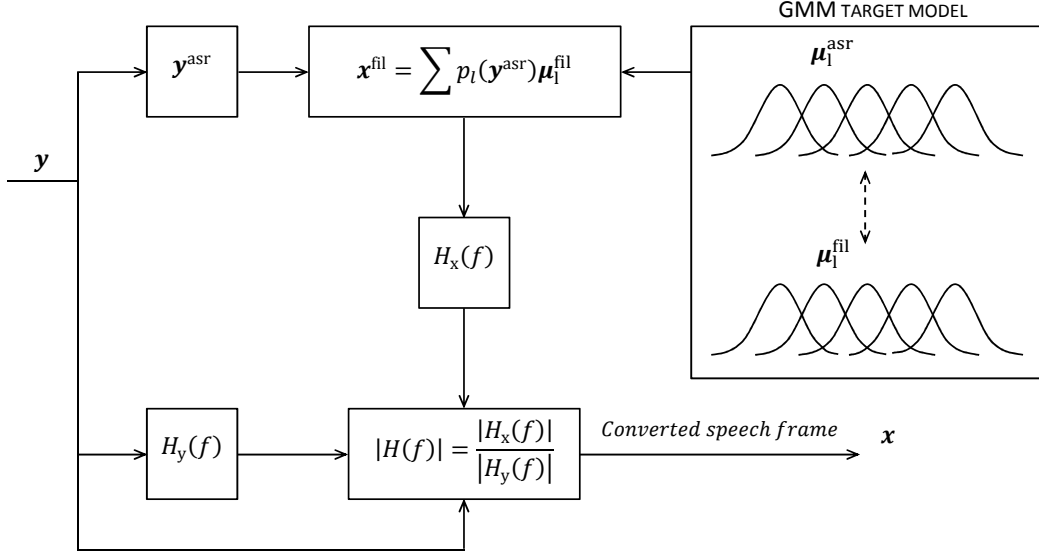 GMM TARGET MODEL
𝒚^asr
𝒙^fil = ∑ p_l(𝒚^asr)𝝁_l^fil
𝝁_l^asr
𝒚
H_x(f)
𝝁_l^fil
H_y(f)
|H(f)| = |H_x(f)| / |H_y(f)|
Converted speech frame
𝒙